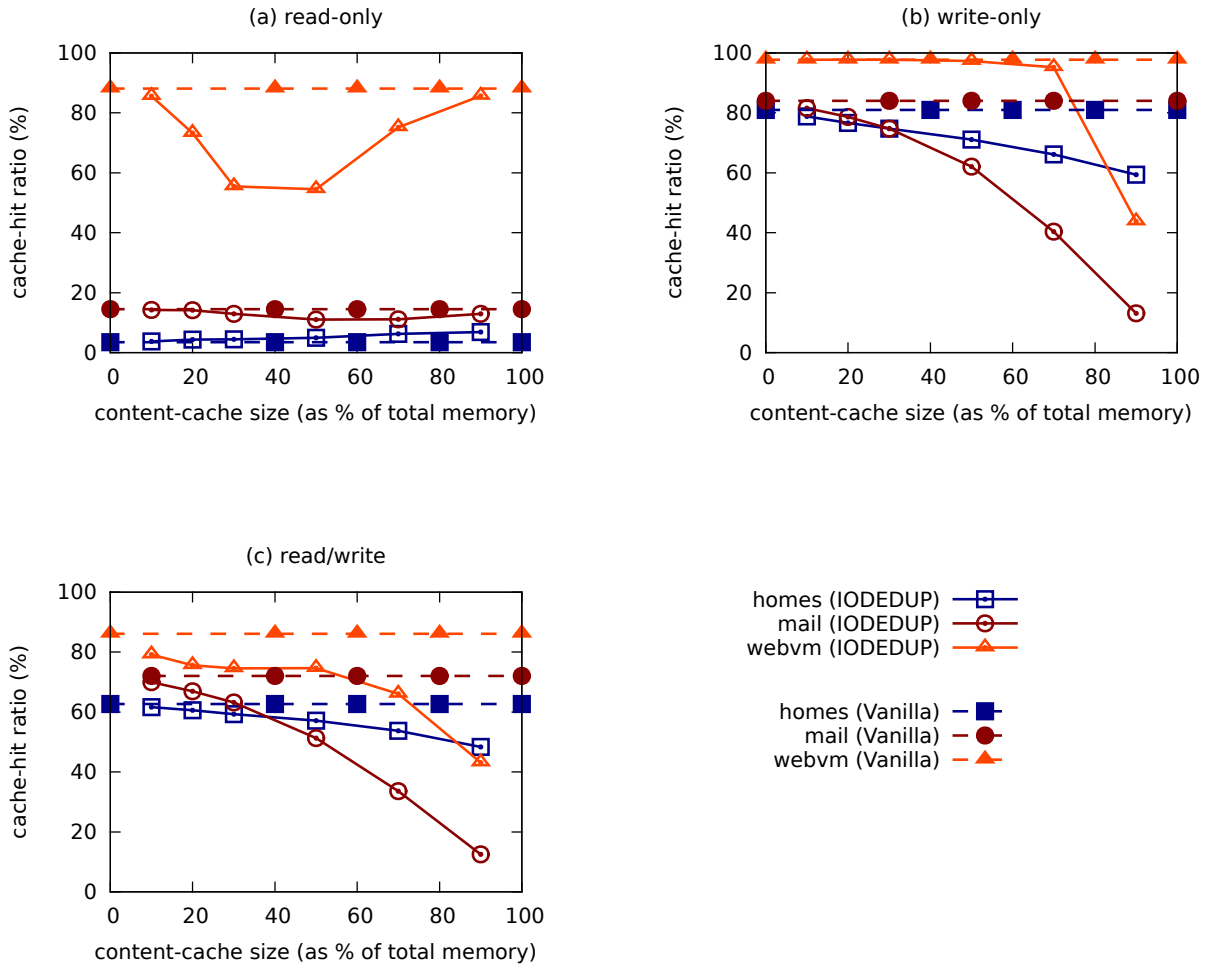 (a) read-only
100
80
60
40
20
0
cache-hit ratio (%)
0 20 40 60 80 100
content-cache size (as % of total memory)
(b) write-only
100
80
60
40
20
0
cache-hit ratio (%)
0 20 40 60 80 100
content-cache size (as % of total memory)
(c) read/write
100
80
60
40
20
0
cache-hit ratio (%)
0 20 40 60 80 100
content-cache size (as % of total memory)
homes (IODEDUP)
mail (IODEDUP)
webvm (IODEDUP)
homes (Vanilla)
mail (Vanilla)
webvm (Vanilla)